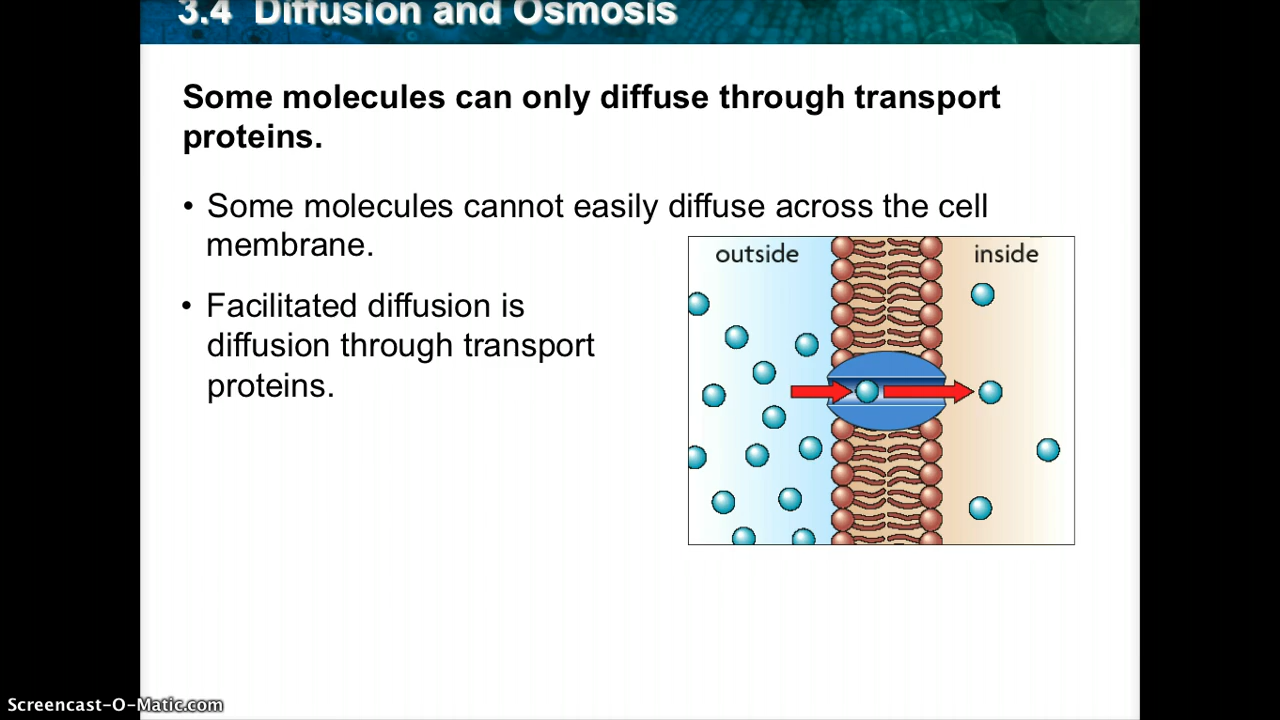 3.4 Diffusion and Osmosis
Some molecules can only diffuse through transport
proteins.
• Some molecules cannot easily diffuse across the cell
membrane.
• Facilitated diffusion is
diffusion through transport
proteins.
outside
inside
Screencast-O-Matic.com